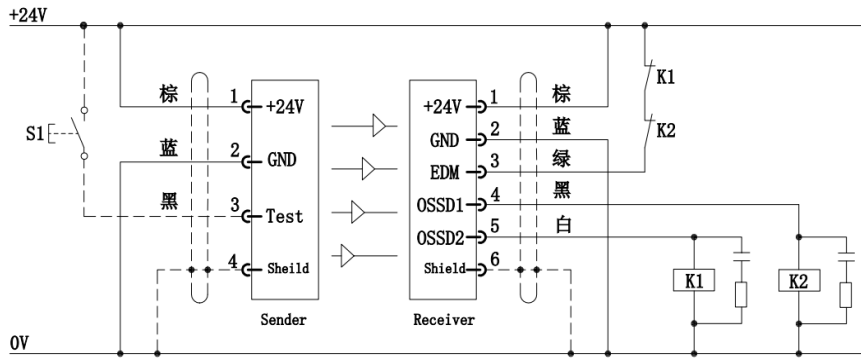 +24V
S1
棕
蓝
黑
1
2
3
4
+24V
GND
Test
Sheild
Sender
+24V
GND
EDM
OSSD1
OSSD2
Shield
Receiver
1
2
3
4
5
6
棕
蓝
绿
黑
白
K1
K2
K1
K2
0V